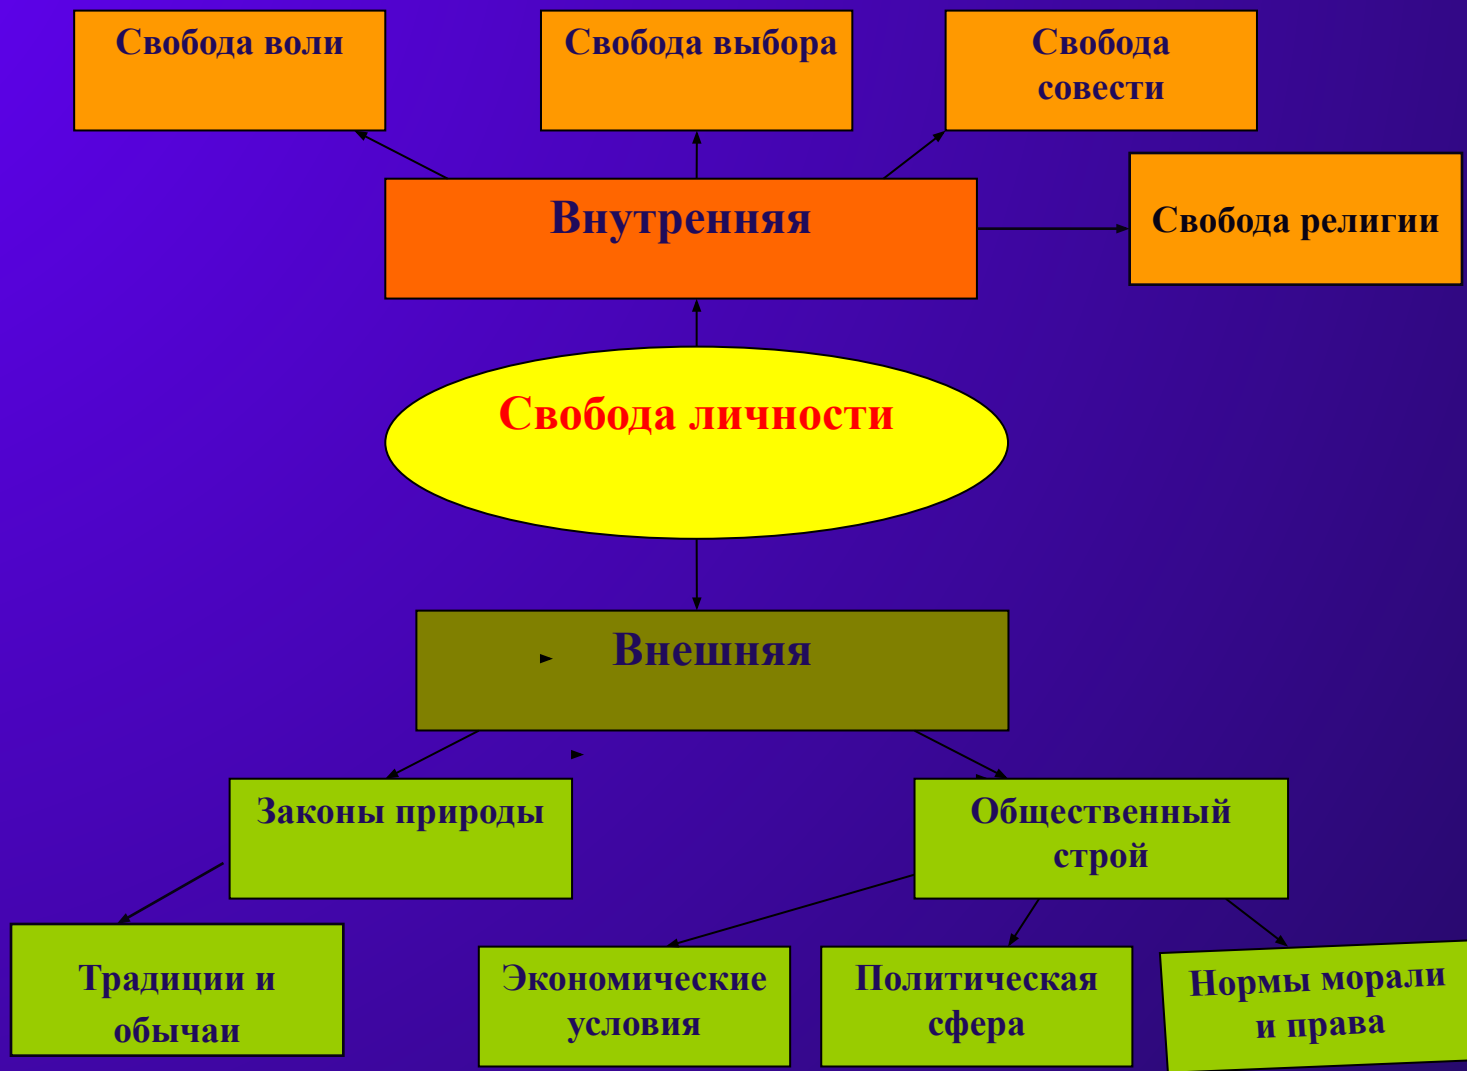 Свобода воли
Свобода выбора
Свобода
совести
Внутренняя
Свобода религии
Свобода личности
Внешняя
Законы природы
Общественный
строй
Традиции и
обычаи
Экономические
условия
Политическая
сфера
Нормы морали
и права